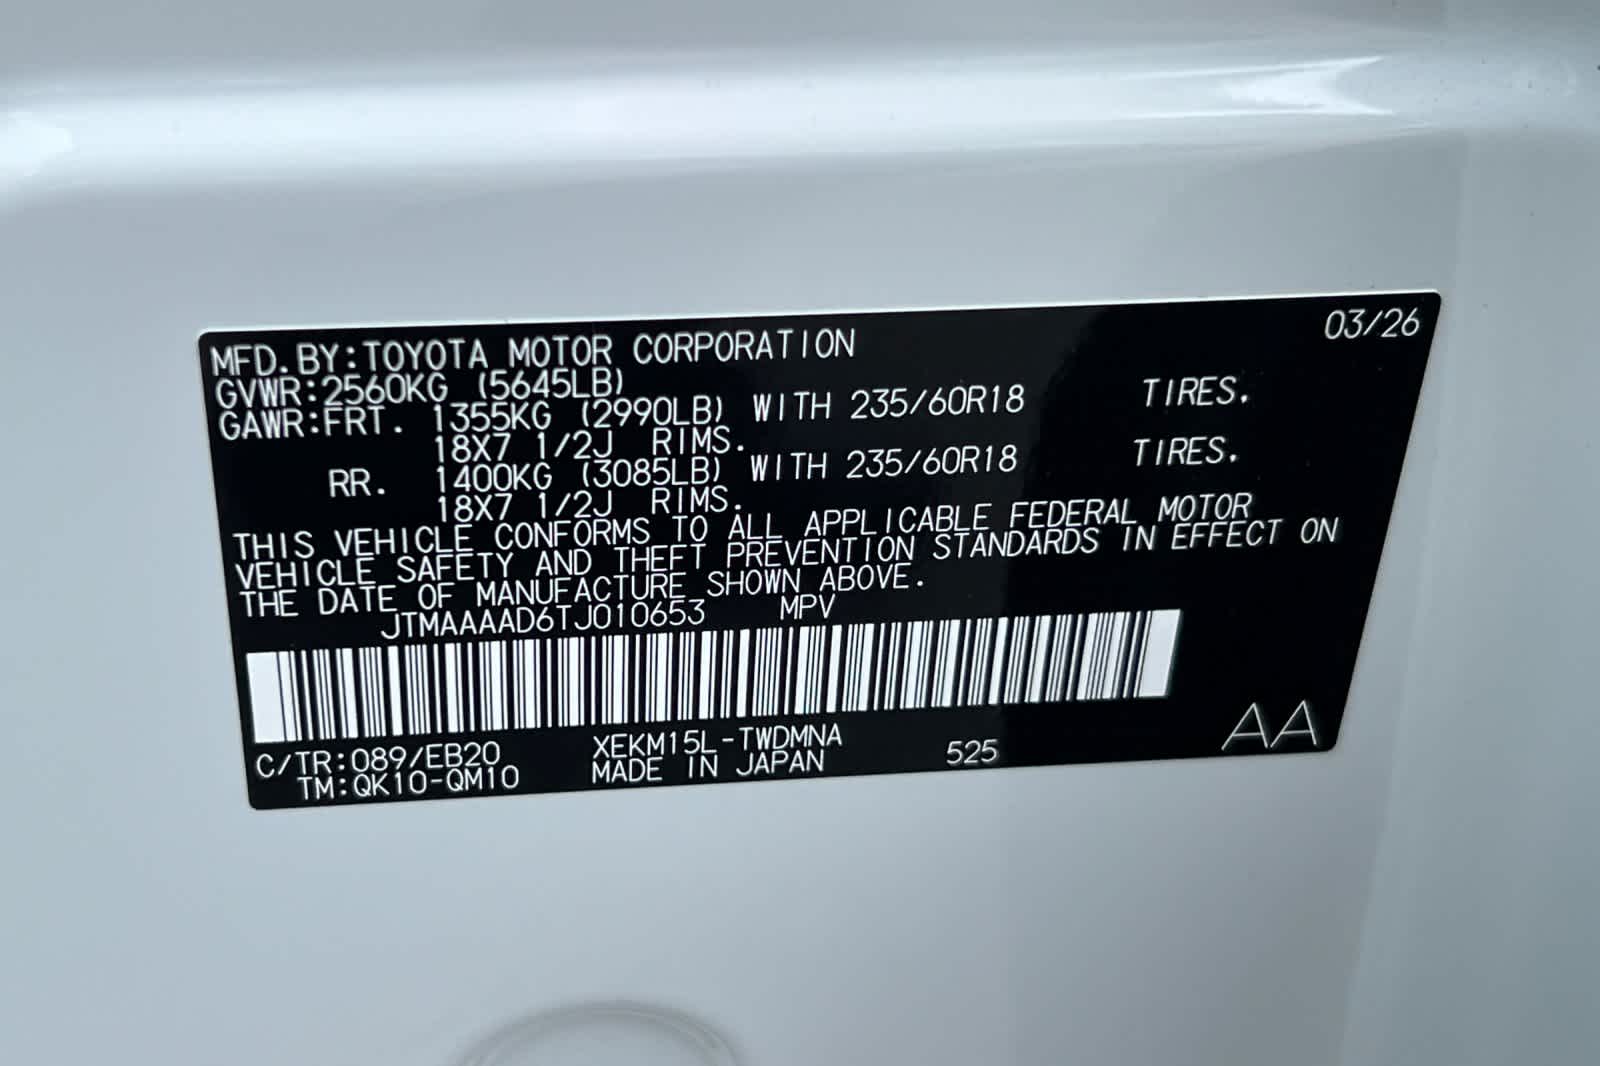 03/26
MFD.BY:TOYOTA MOTOR CORPORATION
GVWR:2560KG (5645LB)
GAWR:FRT. 1355KG (2990LB) WITH 235/60R18 TIRES.
18X7 1/2J RIMS.
RR. 1400KG (3085LB) WITH 235/60R18 TIRES.
18X7 1/2J RIMS.
THIS VEHICLE CONFORMS TO ALL APPLICABLE FEDERAL MOTOR
VEHICLE SAFETY AND THEFT PREVENTION STANDARDS IN EFFECT ON
THE DATE OF MANUFACTURE SHOWN ABOVE.
JTMAAAAD6TJ010653 MPV
C/TR:089/EB20 XEKM15L-TWDMNA 525 AA
TM:QK10-QM10 MADE IN JAPAN